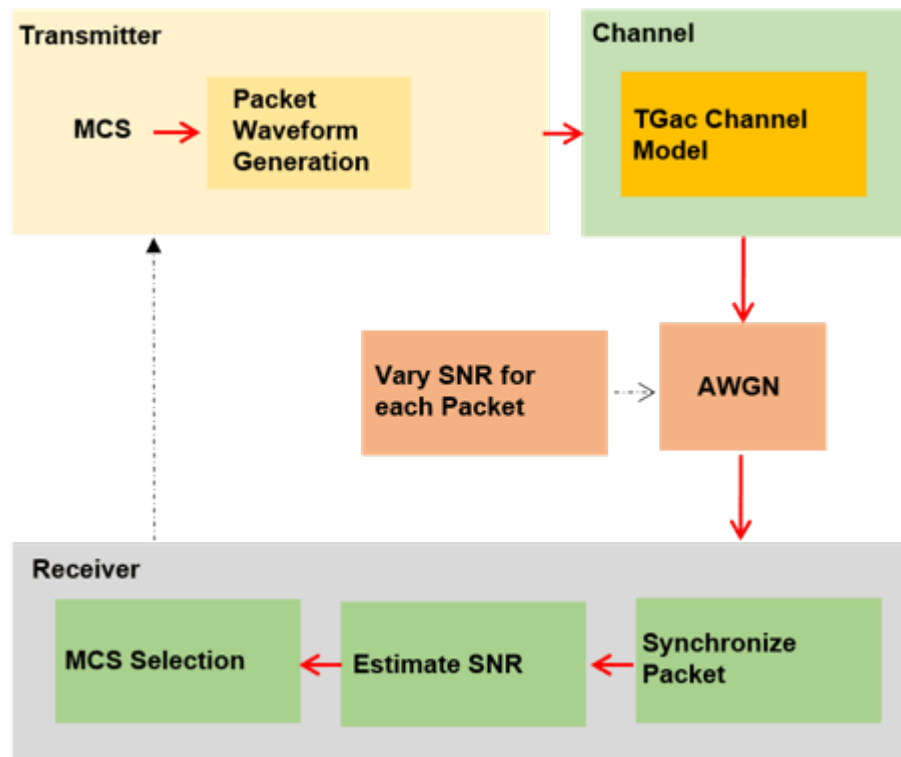 Transmitter
MCS
Packet
Waveform
Generation
Channel
TGac Channel
Model
Vary SNR for
each Packet
AWGN
Receiver
MCS Selection
Estimate SNR
Synchronize
Packet